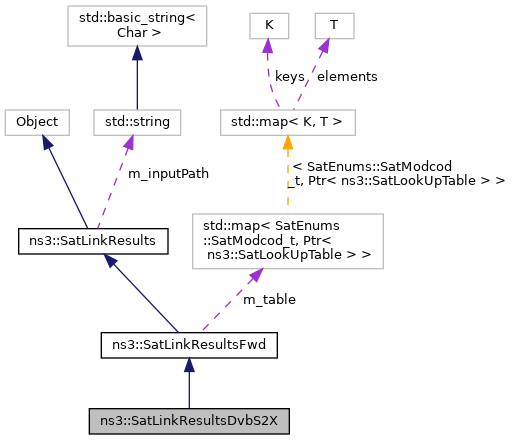 std::basic_string<
Char >
K
T
keys
elements
Object
std::string
std::map< K, T >
m_inputPath
< SatEnums::SatModcod
_t, Ptr< ns3::SatLookUpTable > >
ns3::SatLinkResults
std::map< SatEnums
::SatModcod_t, Ptr<
ns3::SatLookUpTable > >
m_table
ns3::SatLinkResultsFwd
ns3::SatLinkResultsDvbS2X